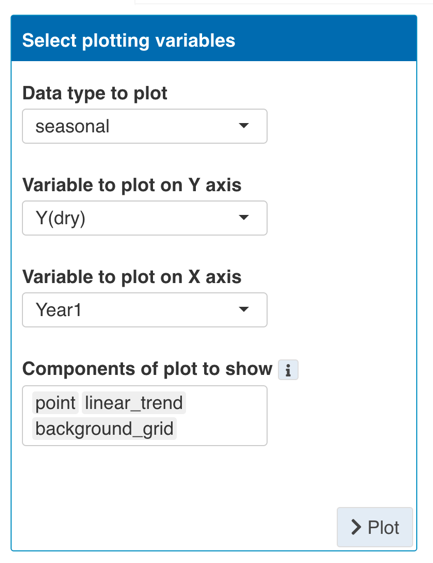 Select plotting variables
Data type to plot
seasonal
Variable to plot on Y axis
Y(dry)
Variable to plot on X axis
Year1
Components of plot to show i
point linear_trend
background_grid
Plot